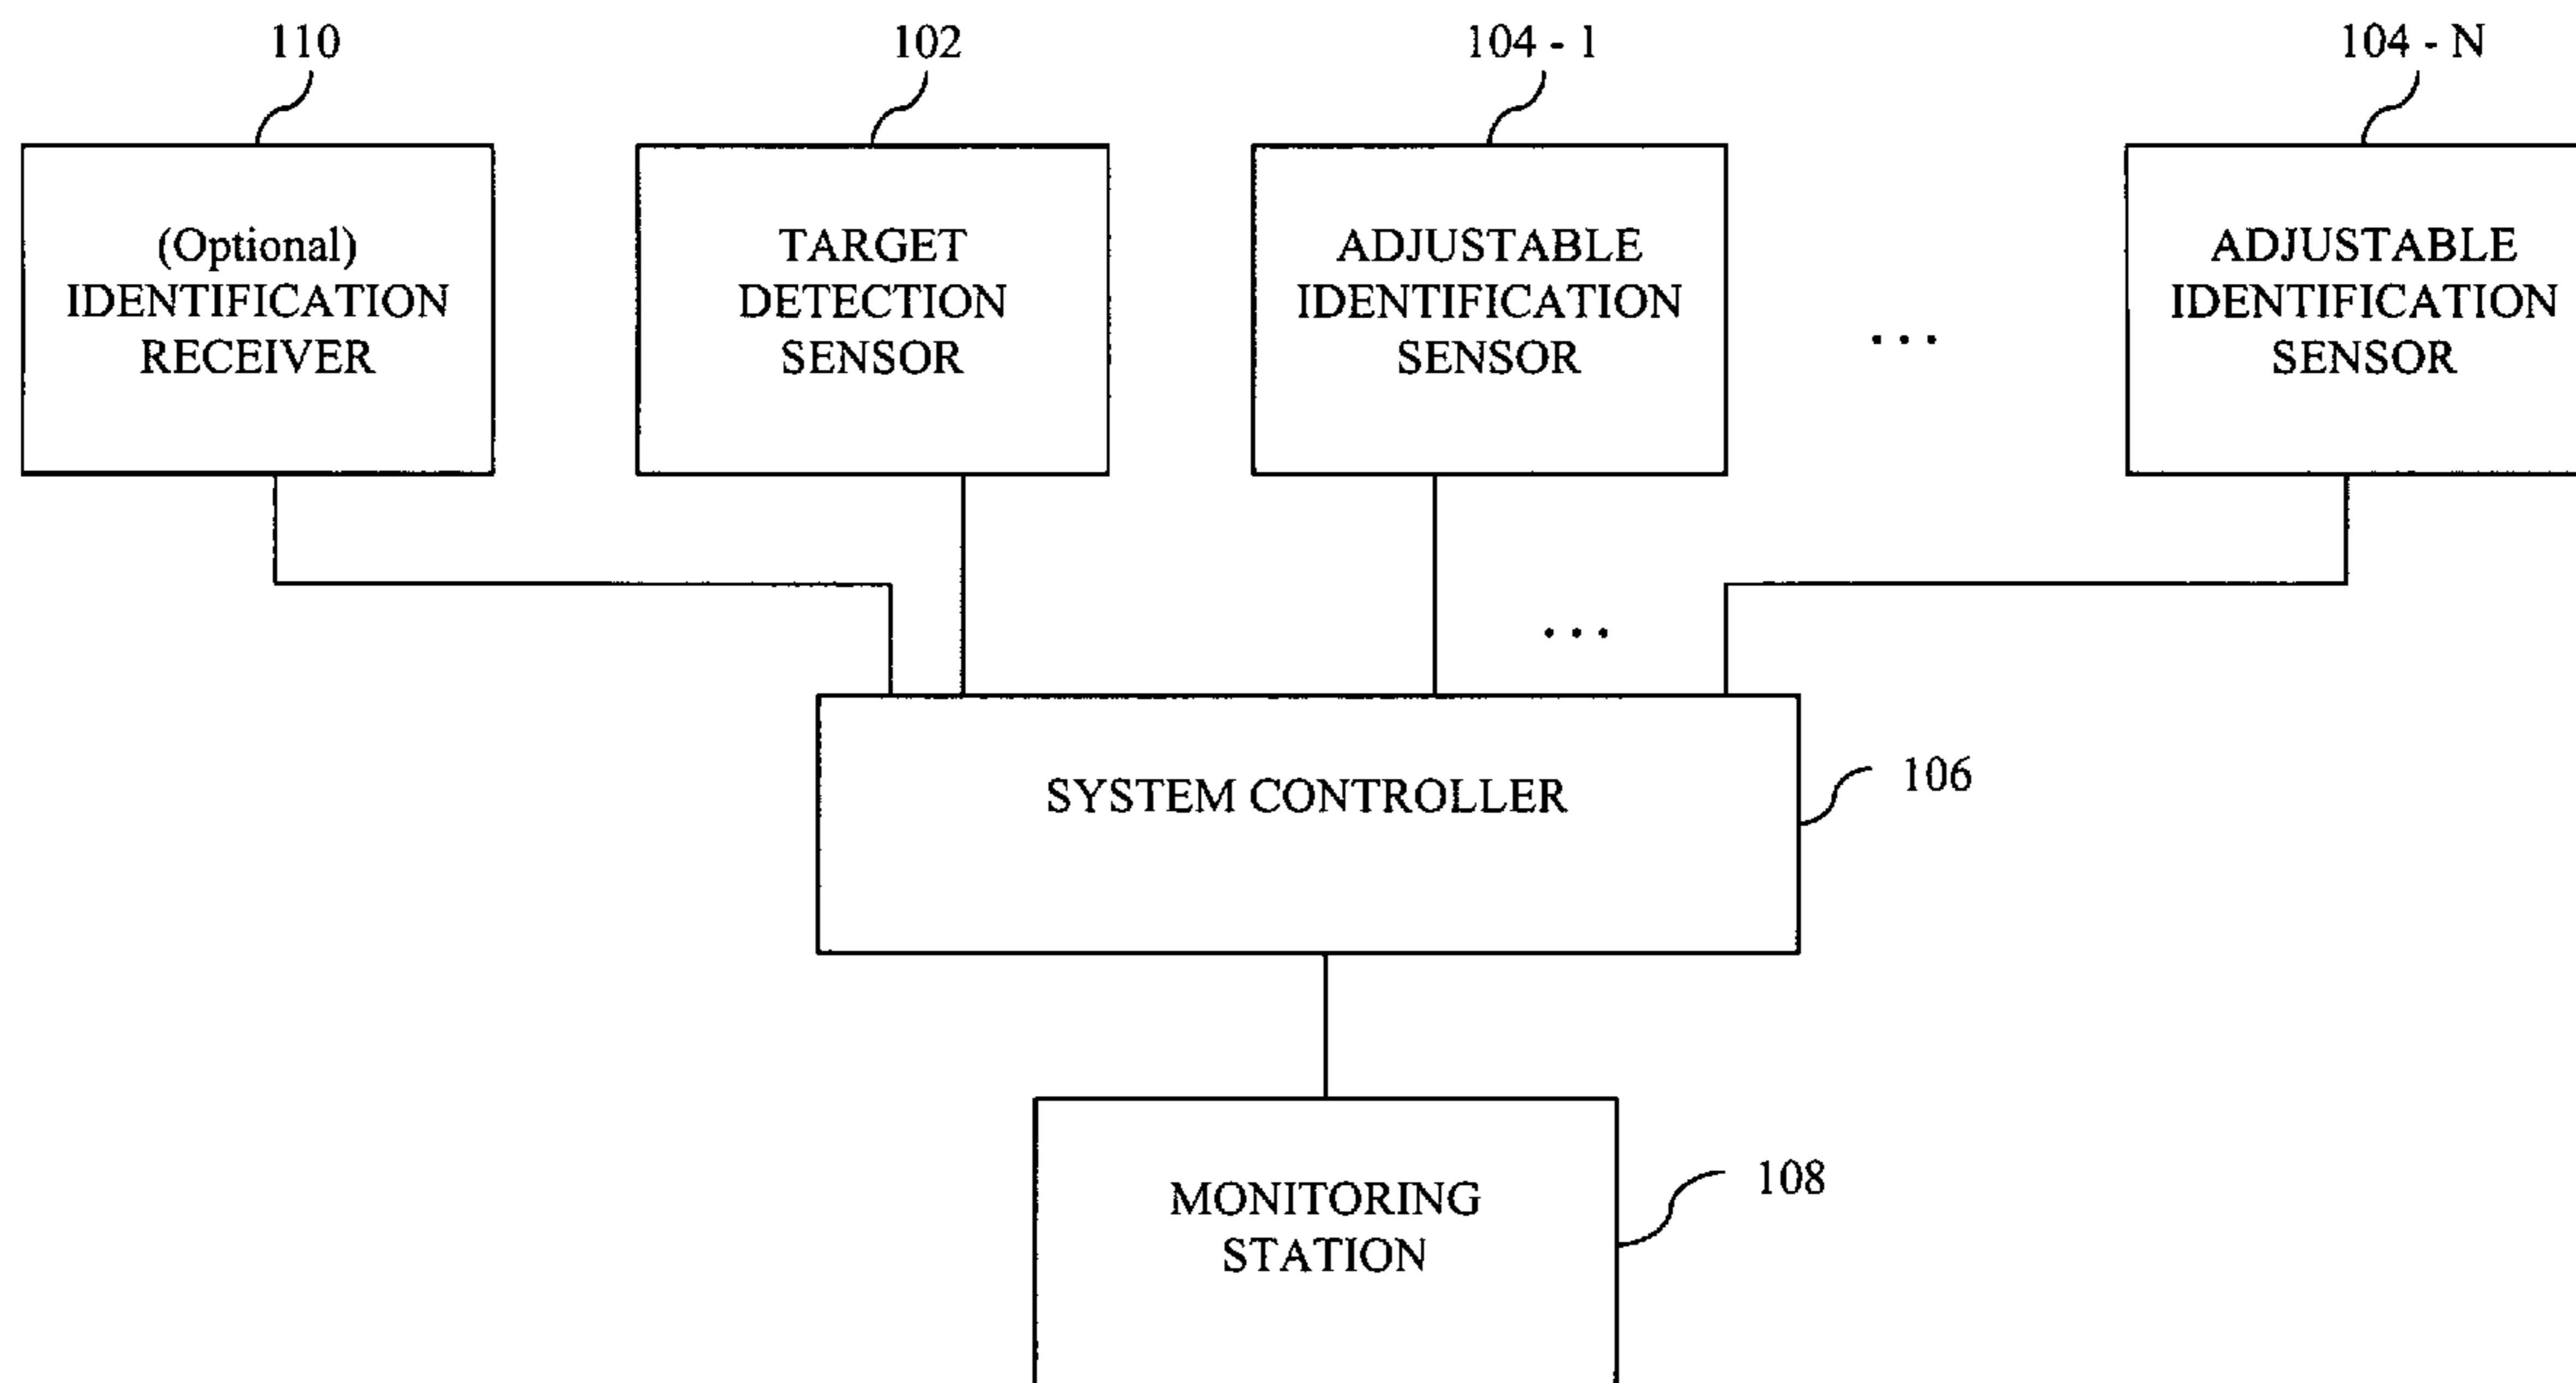 110
102
104 - 1
104 - N
(Optional)
IDENTIFICATION
RECEIVER
TARGET
DETECTION
SENSOR
ADJUSTABLE
IDENTIFICATION
SENSOR
...
ADJUSTABLE
IDENTIFICATION
SENSOR
...
SYSTEM CONTROLLER
106
MONITORING
STATION
108